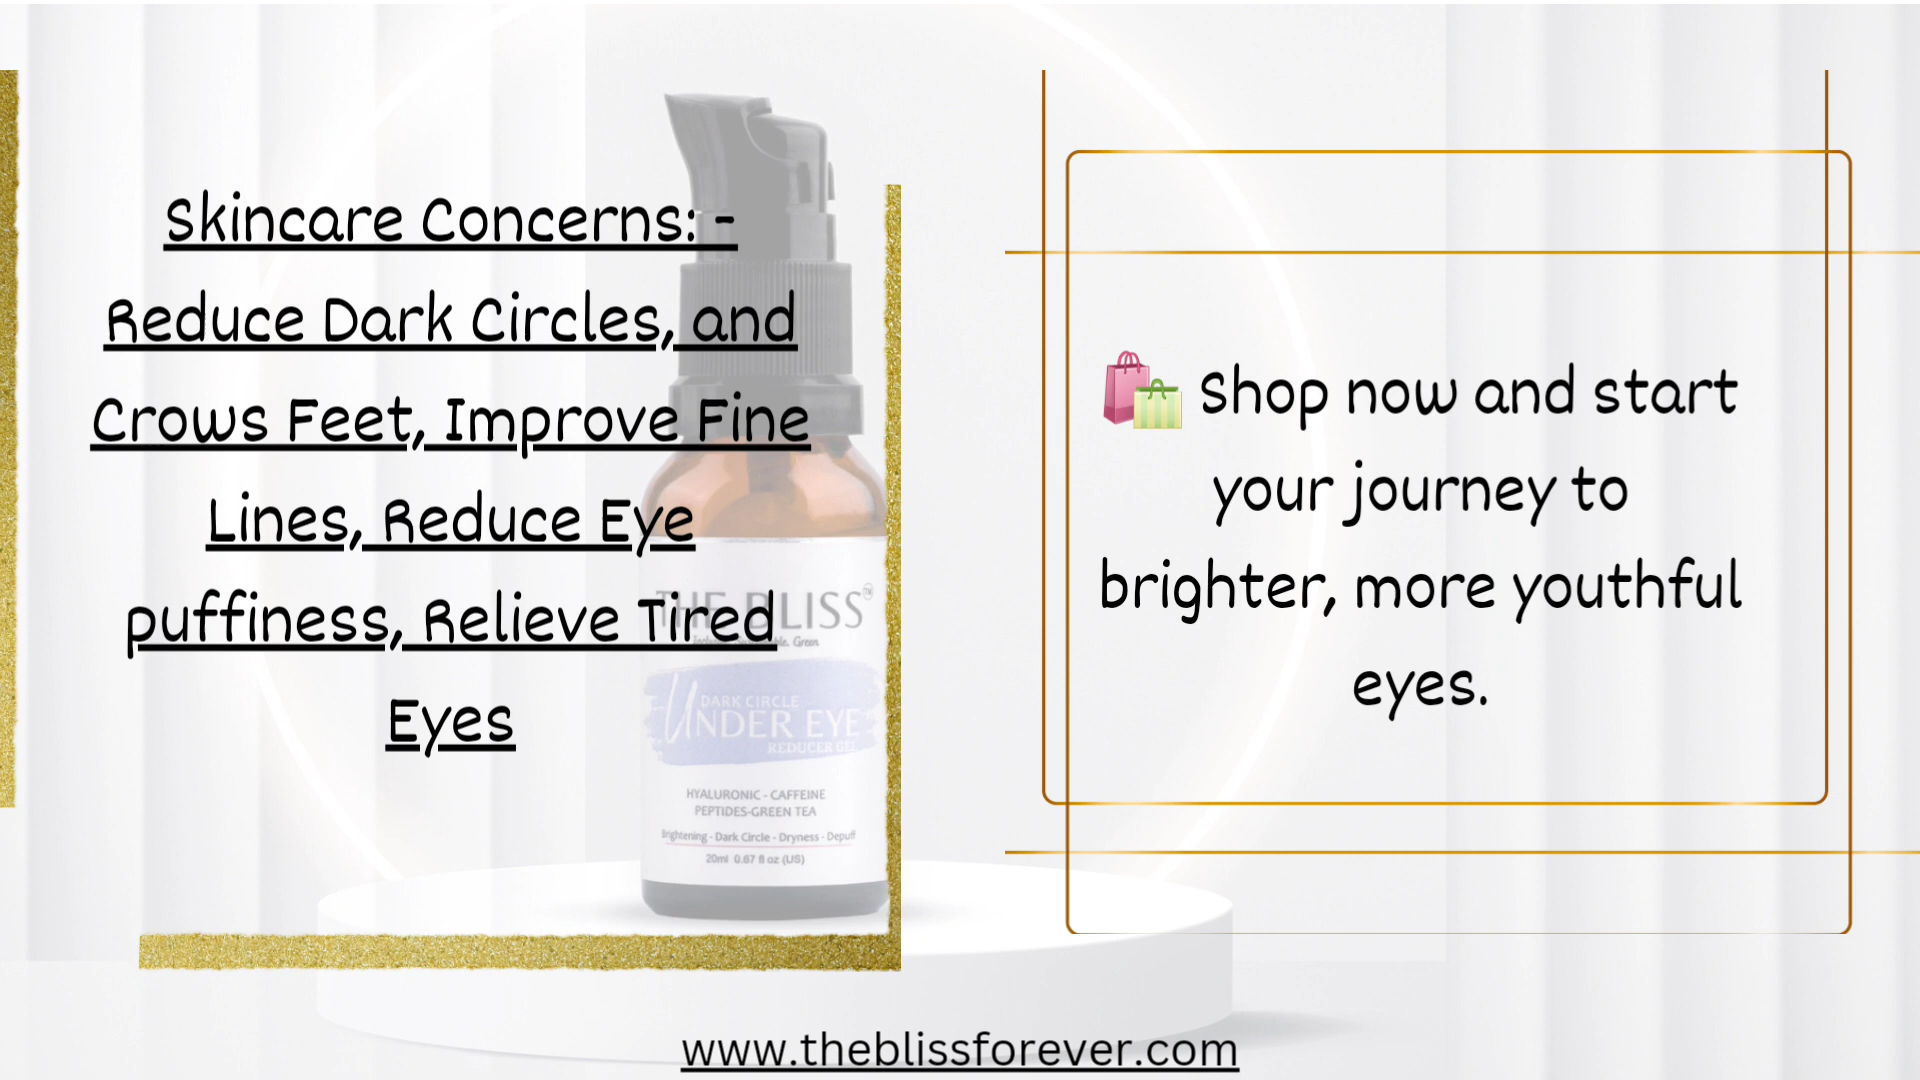 Skincare Concerns: -
Reduce Dark Circles, and
Crows Feet, Improve Fine
Lines, Reduce Eye
puffiness, Relieve Tired
Eyes
THE BLISS
Green
DARK CIRCLE
UNDER EYE
REDUCER GEL
HYALURONIC - CAFFEINE
PEPTIDES-GREEN TEA
Brightening - Dark Circle - Dryness - Depuff
20ml 0.67 fl oz (US)
🛍️ Shop now and start
your journey to
brighter, more youthful
eyes.
www.theblissforever.com